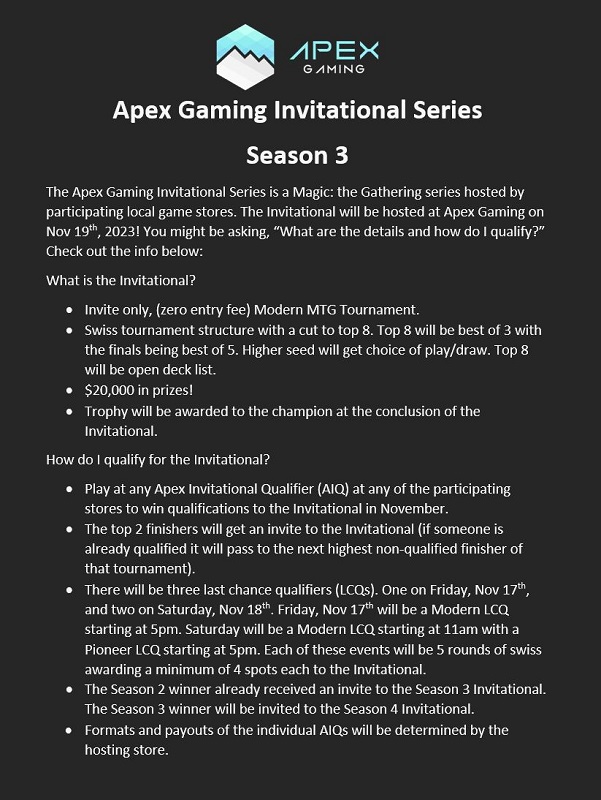 APEX
GAMING
Apex Gaming Invitational Series
Season 3
The Apex Gaming Invitational Series is a Magic: the Gathering series hosted by
participating local game stores. The Invitational will be hosted at Apex Gaming on
Nov 19th, 2023! You might be asking, “What are the details and how do I qualify?”
Check out the info below:
What is the Invitational?
• Invite only, (zero entry fee) Modern MTG Tournament.
• Swiss tournament structure with a cut to top 8. Top 8 will be best of 3 with
the finals being best of 5. Higher seed will get choice of play/draw. Top 8
will be open deck list.
• $20,000 in prizes!
• Trophy will be awarded to the champion at the conclusion of the
Invitational.
How do I qualify for the Invitational?
• Play at any Apex Invitational Qualifier (AIQ) at any of the participating
stores to win qualifications to the Invitational in November.
• The top 2 finishers will get an invite to the Invitational (if someone is
already qualified it will pass to the next highest non-qualified finisher of
that tournament).
• There will be three last chance qualifiers (LCQs). One on Friday, Nov 17th,
and two on Saturday, Nov 18th. Friday, Nov 17th will be a Modern LCQ
starting at 5pm. Saturday will be a Modern LCQ starting at 11am with a
Pioneer LCQ starting at 5pm. Each of these events will be 5 rounds of swiss
awarding a minimum of 4 spots each to the Invitational.
• The Season 2 winner already received an invite to the Season 3 Invitational.
The Season 3 winner will be invited to the Season 4 Invitational.
• Formats and payouts of the individual AIQs will be determined by the
hosting store.